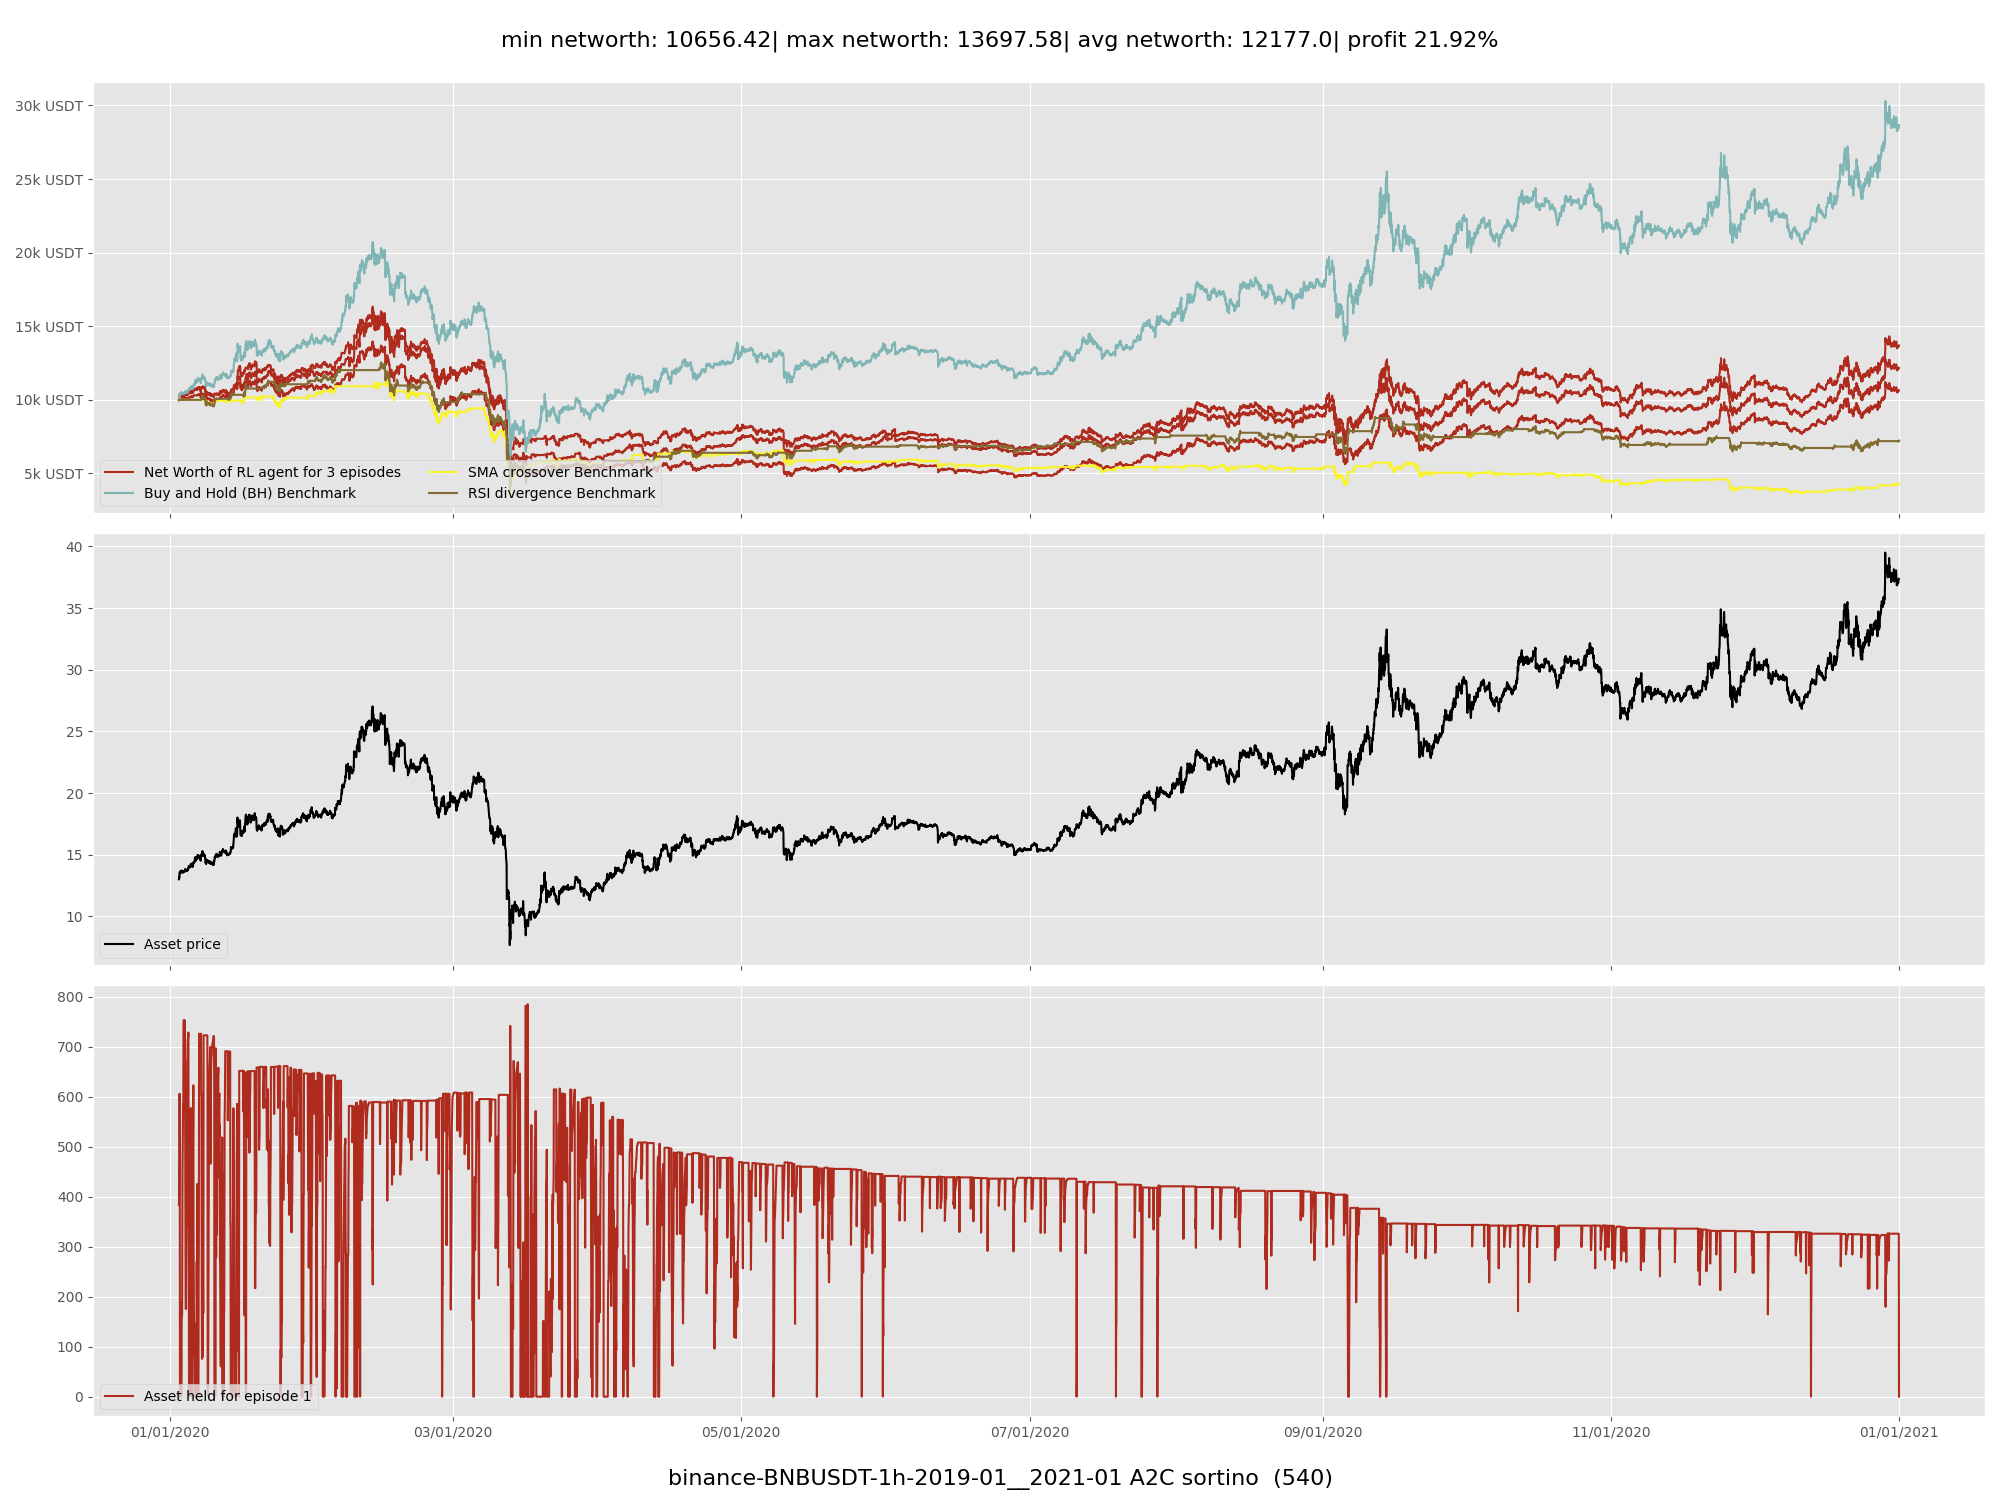 min networth: 10656.42| max networth: 13697.58| avg networth: 12177.0| profit 21.92%
30k USDT
25k USDT
20k USDT
15k USDT
10k USDT
5k USDT
Net Worth of RL agent for 3 episodes
Buy and Hold (BH) Benchmark
SMA crossover Benchmark
RSI divergence Benchmark
40
35
30
25
20
15
10
Asset price
800
700
600
500
400
300
200
100
0
Asset held for episode 1
01/01/2020 03/01/2020 05/01/2020 07/01/2020 09/01/2020 11/01/2020 01/01/2021
binance-BNBUSDT-1h-2019-01__2021-01 A2C sortino (540)